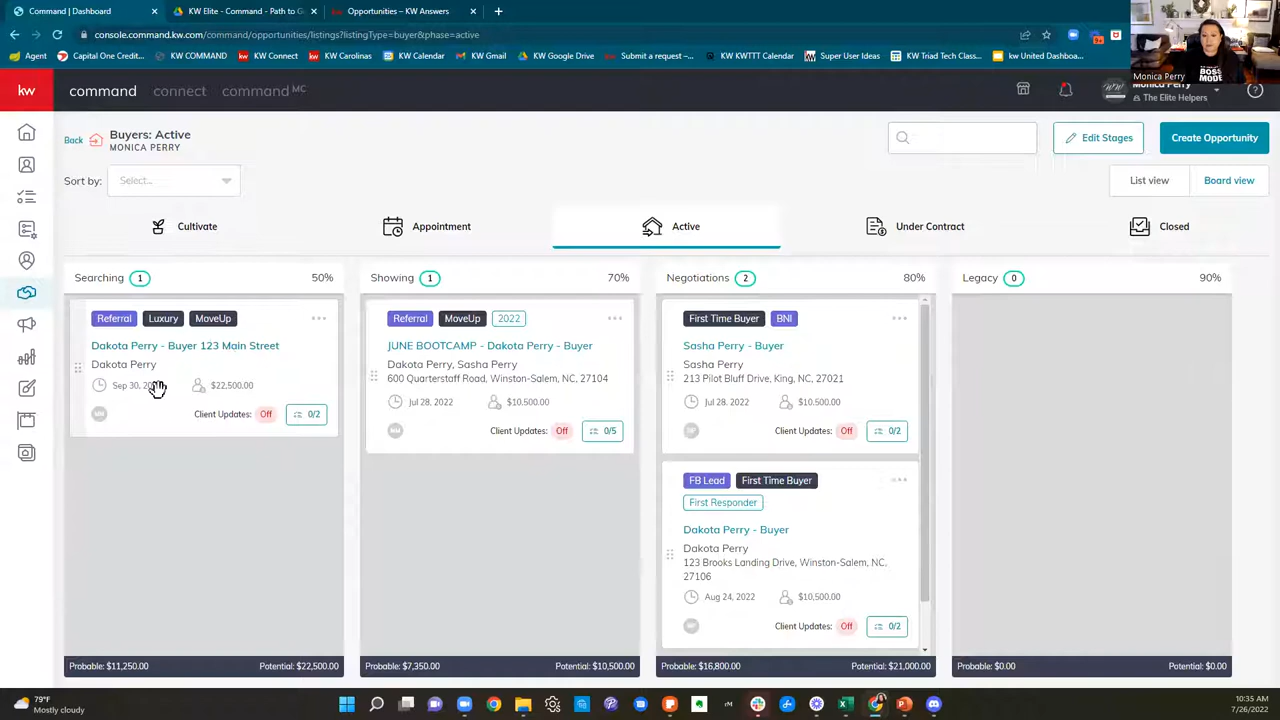 Command | Dashboard
KW Elite - Command - Path to G
Opportunities – KW Answers
console.command.kw.com/command/opportunities/listings?listingType=buyer&phase=active
Agent
Capital One Credit...
KW COMMAND
KW Connect
KW Carolinas
KW Calendar
KW Gmail
KW Google Drive
Submit a request –...
KW KWTTT Calendar
Super User Ideas
KW Triad Tech Class...
kw United Dashboa...
BOSS
MODE
Monica Perry
kw
command
connect
command MC
Monica Perry
The Elite Helpers
Back
Buyers: Active
MONICA PERRY
Edit Stages
Create Opportunity
Sort by:
Select...
List view
Board view
Cultivate
Appointment
Active
Under Contract
Closed
Searching 1 50%
Showing 1 70%
Negotiations 2 80%
Legacy 0 90%
Referral Luxury MoveUp
Dakota Perry - Buyer 123 Main Street
Dakota Perry
Sep 30, $22,500.00
MM Client Updates: Off 0/2
Referral MoveUp 2022
JUNE BOOTCAMP - Dakota Perry - Buyer
Dakota Perry, Sasha Perry
600 Quarterstaff Road, Winston-Salem, NC, 27104
Jul 28, 2022 $10,500.00
MM Client Updates: Off 0/5
First Time Buyer BNI
Sasha Perry - Buyer
Sasha Perry
213 Pilot Bluff Drive, King, NC, 27021
Jul 28, 2022 $10,500.00
Client Updates: Off 0/2
FB Lead First Time Buyer
First Responder
Dakota Perry - Buyer
Dakota Perry
123 Brooks Landing Drive, Winston-Salem, NC,
27106
Aug 24, 2022 $10,500.00
Client Updates: Off 0/2
Probable: $11,250.00 Potential: $22,500.00
Probable: $7,350.00 Potential: $10,500.00
Probable: $16,800.00 Potential: $21,000.00
Probable: $0.00 Potential: $0.00
79°F
Mostly cloudy
rM
10:35 AM
7/26/2022